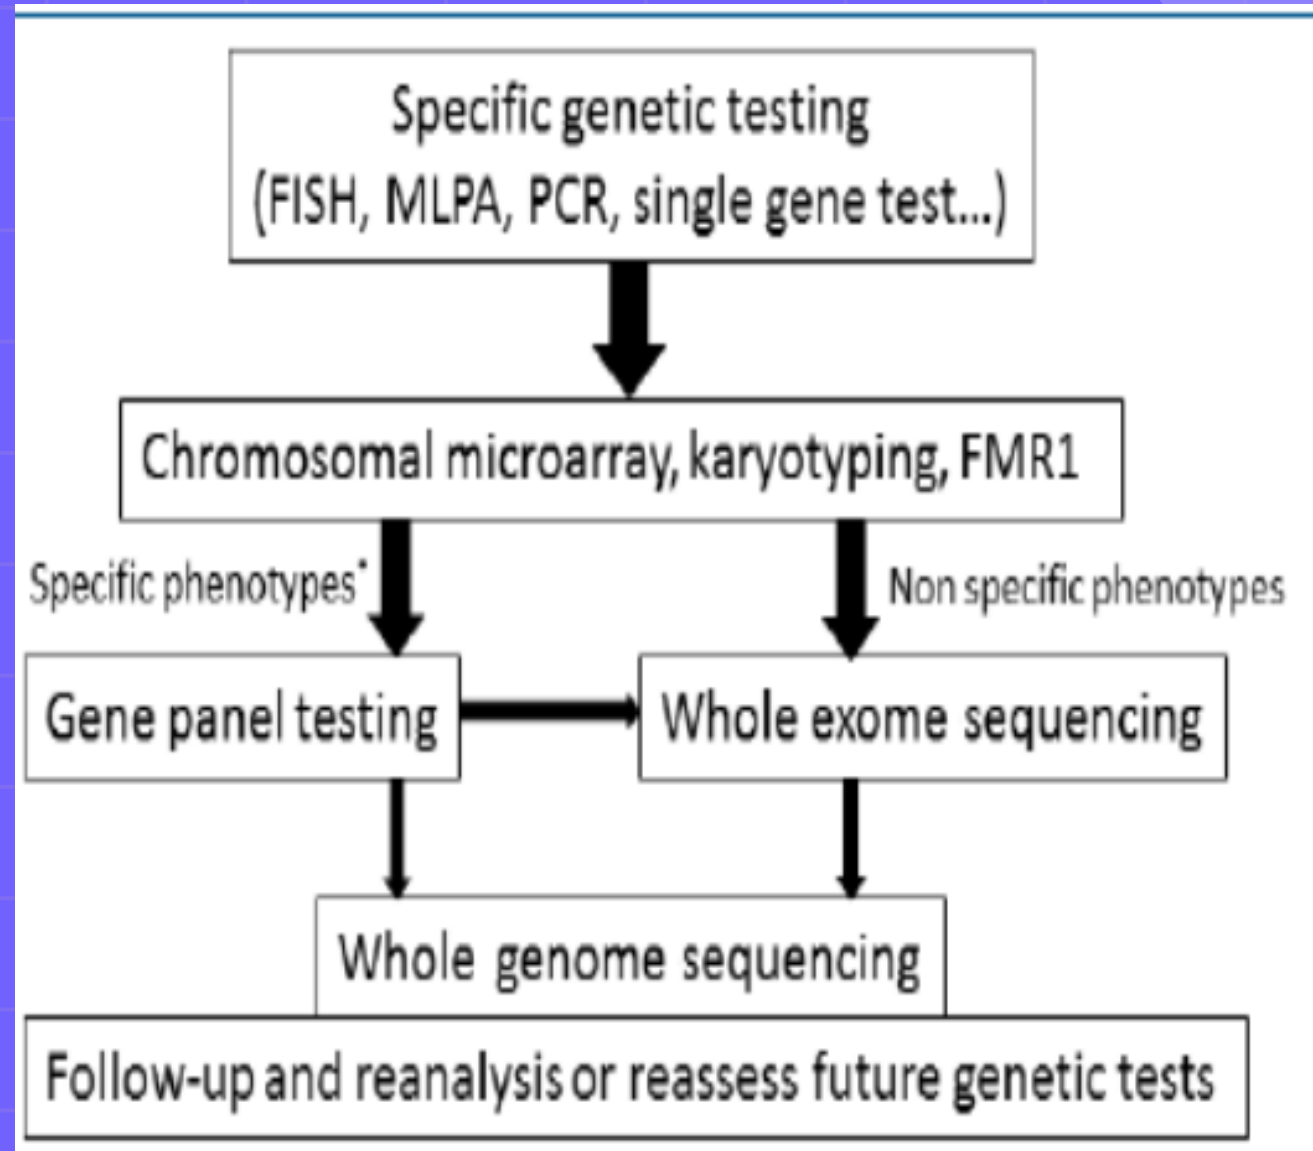 Specific genetic testing
(FISH, MLPA, PCR, single gene test...)
Chromosomal microarray, karyotyping, FMR1
Specific phenotypes*
Non specific phenotypes
Gene panel testing
Whole exome sequencing
Whole genome sequencing
Follow-up and reanalysis or reassess future genetic tests